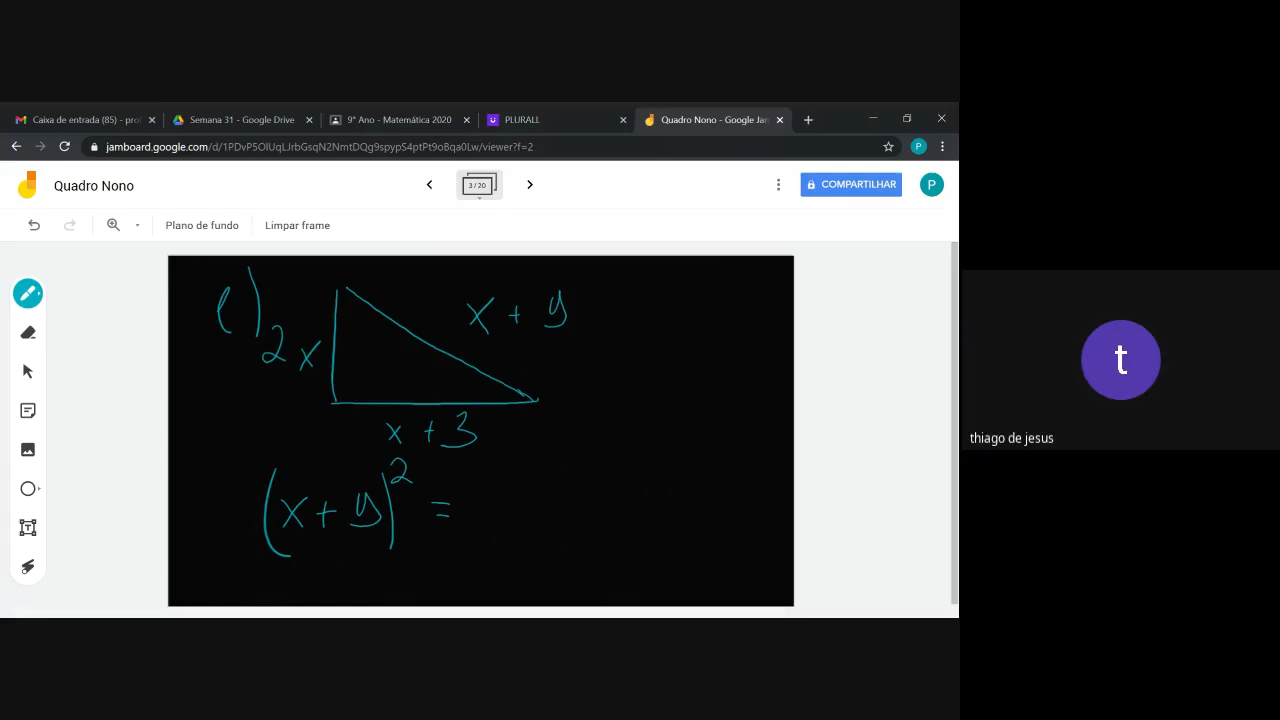 Caixa de entrada (85) - pro
Semana 31 - Google Drive
9° Ano - Matemática 2020
PLURALL
Quadro Nono - Google Jam
jamboard.google.com/d/1PDvP5OlUqLJrbGsqN2NmtDQg9spypS4ptPt9oBqa0Lw/viewer?f=2
P
Quadro Nono
3 / 20
COMPARTILHAR
P
Plano de fundo
Limpar frame
x + y
2x
x + 3
(x + y)² =
t
thiago de jesus